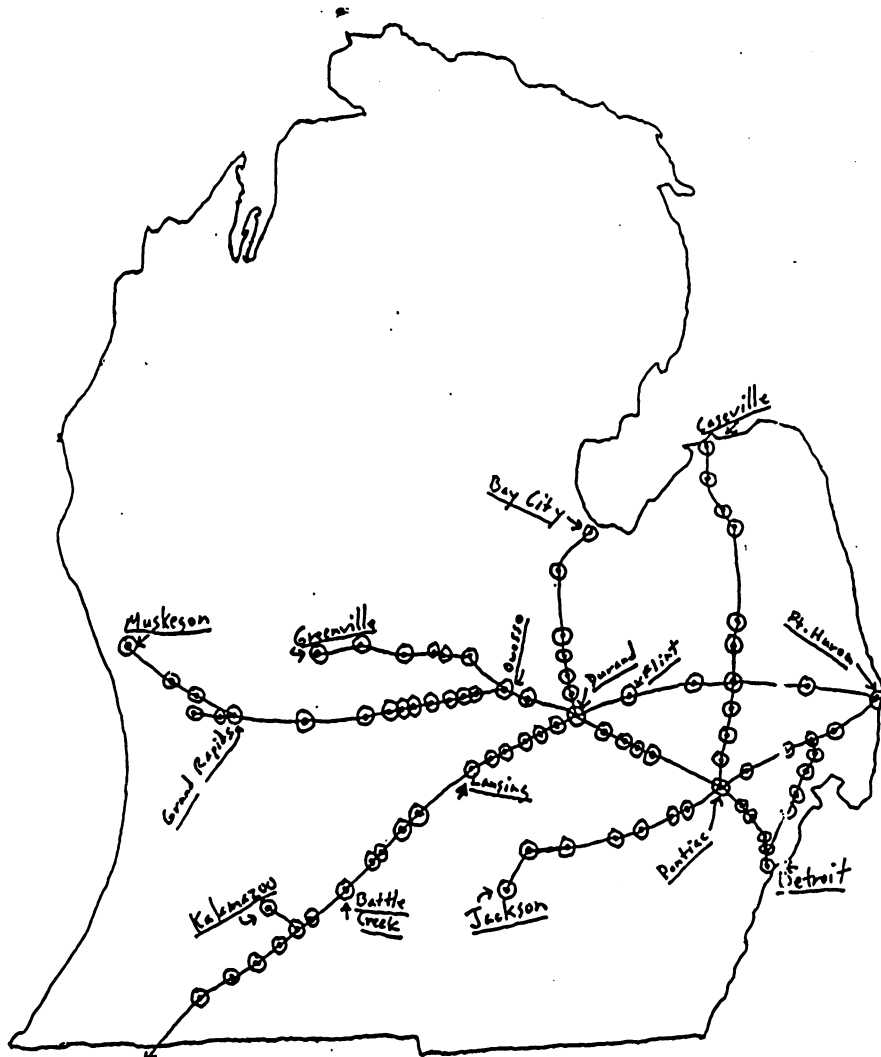 Caseville
Bay City
Muskegon
Greenville
Owosso
Durand
Flint
Pt. Huron
Grand Rapids
Lansing
Pontiac
Detroit
Kalamazoo
Battle
Creek
Jackson